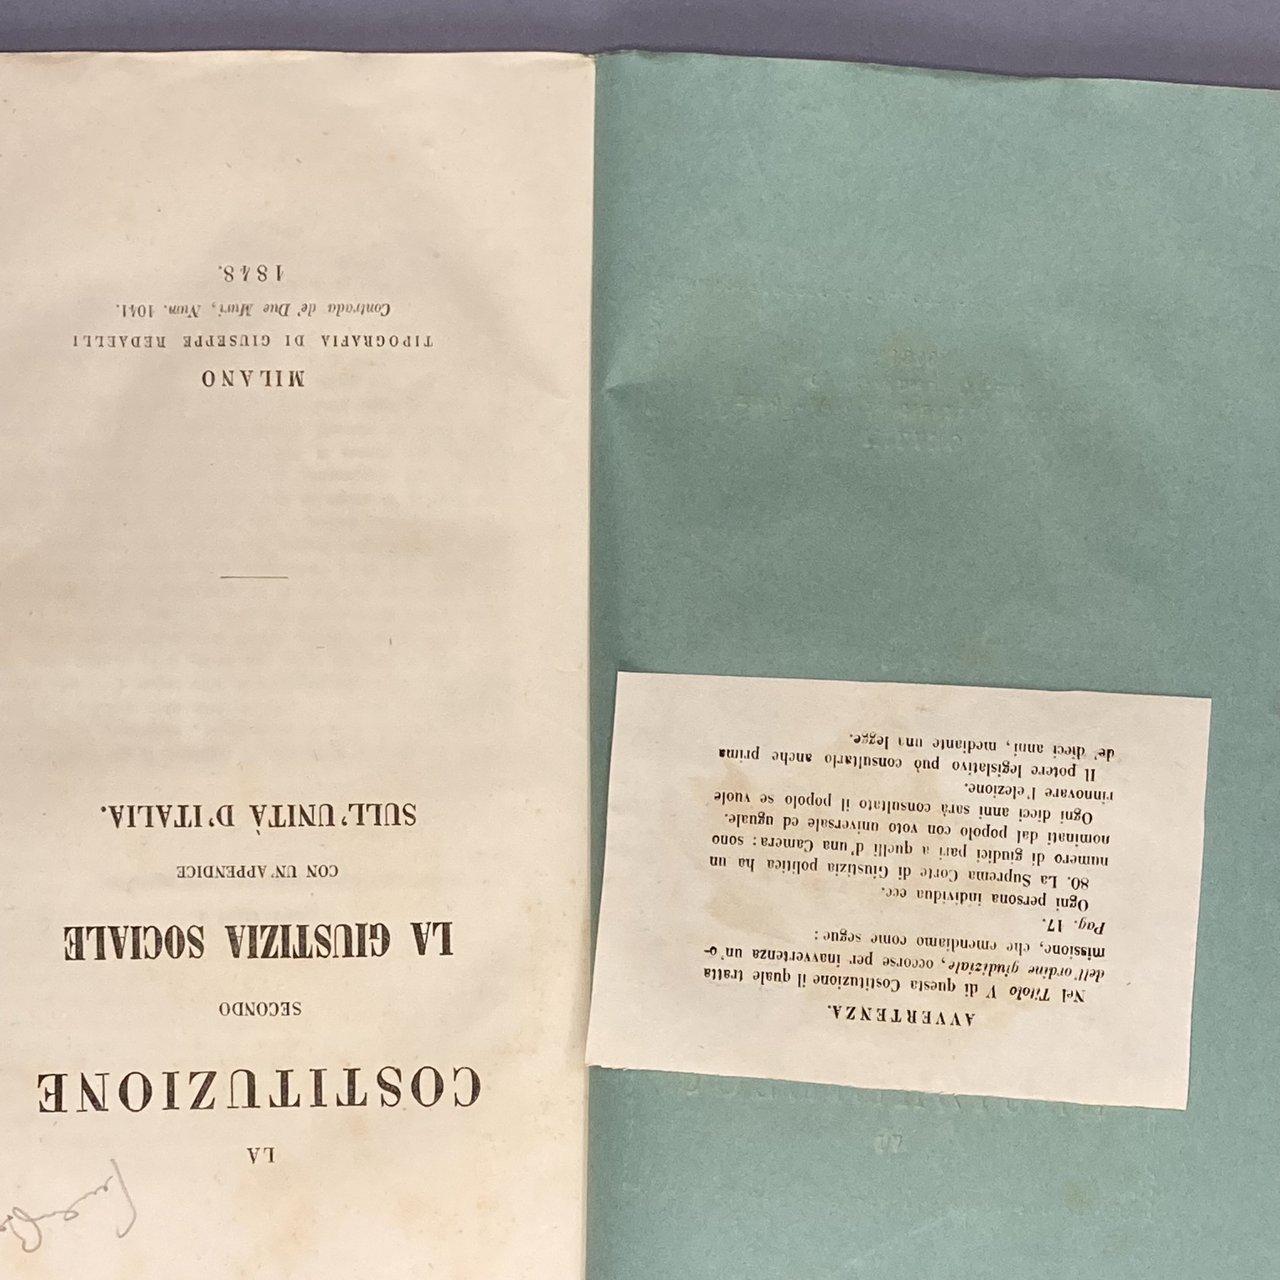 LA
COSTITUZIONE
SECONDO
LA GIUSTIZIA SOCIALE
CON UN'APPENDICE
SULL'UNITÀ D'ITALIA.
MILANO
TIPOGRAFIA DI GIUSEPPE REDAELLI
Contrada de' Due Muri, Num. 1041.
1848.
AVVERTENZA.
Nel Titolo V di questa Costituzione il quale tratta
dell'ordine giudiziale, occorse per inavvertenza un'o-
missione, che emendiamo come segue:
Pag. 17.
Ogni persona individua ecc.
80. La Suprema Corte di Giustizia politica ha un
numero di giudici pari a quelli d'una Camera: sono
nominati dal popolo con voto universale ed uguale.
Ogni dieci anni sarà consultato il popolo se vuole
rinnovare l'elezione.
Il potere legislativo può consultarlo anche prima
de' dieci anni, mediante una legge.